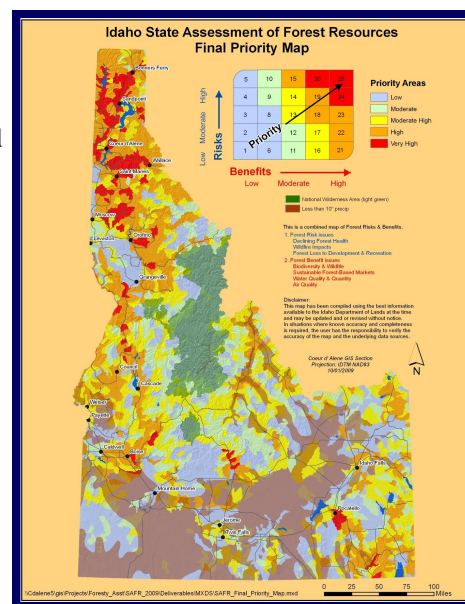 Idaho State Assessment of Forest Resources
Final Priority Map
Bonners Ferry
Sandpoint
Coeur d'Alene
Wallace
Saint Maries
Moscow
Lewiston
Orofino
Grangeville
Council
Cascade
Weiser
Payette
Caldwell
Boise
Mountain Home
Jerome
Twin Falls
Idaho Falls
Pocatello
Risks
Low Moderate High
5 10 15 20 25
4 9 14 19 24
3 8 13 18 23
2 12 17 22
1 6 11 16 21
Priority
Benefits
Low Moderate High
Priority Areas
Low
Moderate
Moderate High
High
Very High
National Wilderness Area (light green)
Less than 10" precip
This is a combined map of Forest Risks & Benefits.
1. Forest Risk issues
Declining Forest Health
Wildfire Impacts
Forest Loss to Development & Recreation
2. Forest Benefit issues
Biodiversity & Wildlife
Sustainable Forest-Based Markets
Water Quality & Quantity
Air Quality
Disclaimer:
This map has been compiled using the best information
available to the Idaho Department of Lands at the time
and may be updated and or revised without notice.
In situations where known accuracy and completeness
is required, the user has the responsibility to verify the
accuracy of the map and the underlying data sources.
Coeur d'Alene GIS Section
Projection: IDTM NAD83
10/01/2009
N
0 25 50 75 100
Miles
I:\Cdalene5\gis\Projects\Foresty_Asst\SAFR_2009\Deliverables\MXDS\SAFR_Final_Priority_Map.mxd